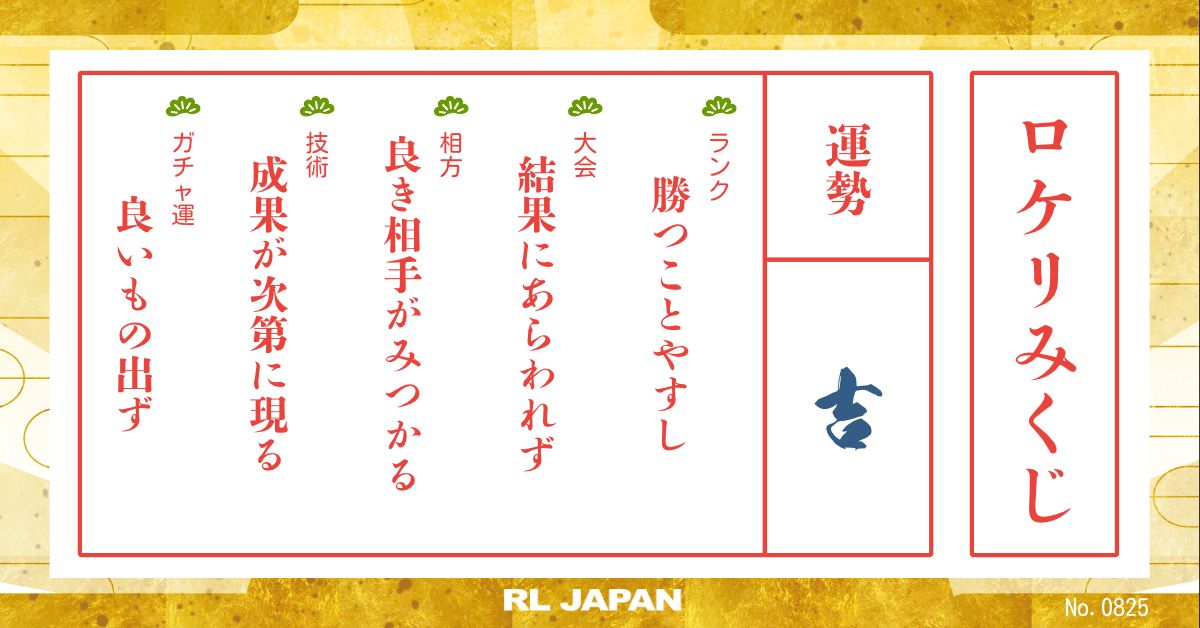 ロケリみくじ
運勢
吉
ランク
勝つことやすし
大会
結果にあらわれず
相方
良き相手がみつかる
技術
成果が次第に現る
ガチャ運
良いもの出ず
RL JAPAN
No. 0825